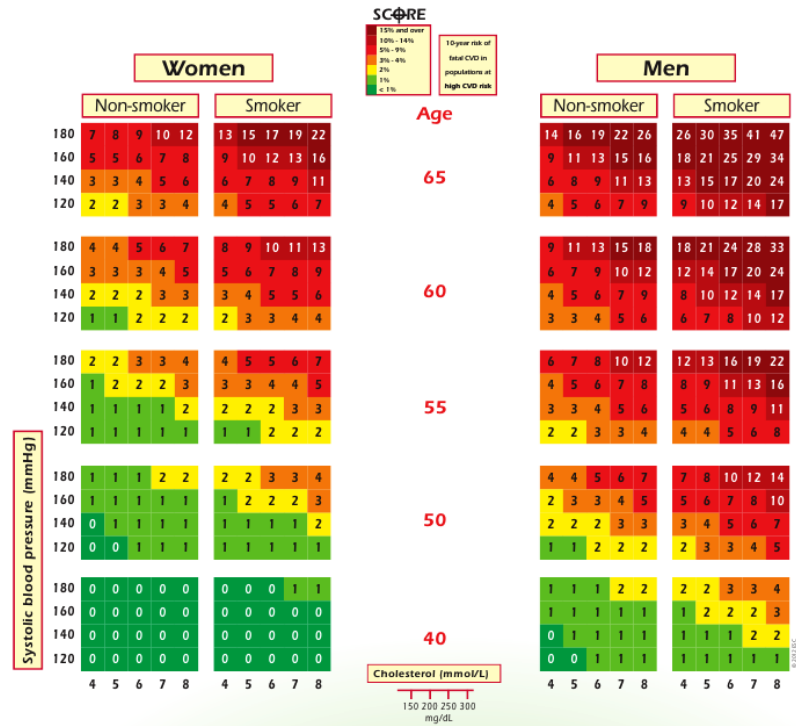 SCORE
15% and over
10% - 14%
5% - 9%
3% - 4%
2%
1%
< 1%
10-year risk of
fatal CVD in
populations at
high CVD risk
Women
Men
Non-smoker
Smoker
Age
Non-smoker
Smoker
180 7 8 9 10 12 13 15 17 19 22 14 16 19 22 26 26 30 35 41 47
160 5 5 6 7 8 9 10 12 13 16 9 11 13 15 16 18 21 25 29 34
65
140 3 3 4 5 6 6 7 8 9 11 6 8 9 11 13 13 15 17 20 24
120 2 2 3 3 4 4 5 5 6 7 4 5 6 7 9 9 10 12 14 17
180 4 4 5 6 7 8 9 10 11 13 9 11 13 15 18 18 21 24 28 33
160 3 3 3 4 5 5 6 7 8 9 6 7 9 10 12 12 14 17 20 24
60
140 2 2 2 3 3 3 4 5 5 6 4 5 6 7 9 8 10 12 14 17
120 1 1 2 2 2 2 3 3 4 4 3 3 4 5 6 6 7 8 10 12
180 2 2 3 3 4 4 5 5 6 7 6 7 8 10 12 12 13 16 19 22
160 1 2 2 2 3 3 3 4 4 5 4 5 6 7 8 8 9 11 13 16
55
140 1 1 1 1 2 2 2 2 3 3 3 3 4 5 6 5 6 8 9 11
120 1 1 1 1 1 1 1 2 2 2 2 2 3 3 4 4 4 5 6 8
180 1 1 1 2 2 2 2 3 3 4 4 4 5 6 7 7 8 10 12 14
160 1 1 1 1 1 1 2 2 2 3 2 3 3 4 5 5 6 7 8 10
50
140 0 1 1 1 1 1 1 1 1 2 2 2 2 3 3 3 4 5 6 7
120 0 0 1 1 1 1 1 1 1 1 1 1 2 2 2 2 3 3 4 5
180 0 0 0 0 0 0 0 0 1 1 1 1 1 2 2 2 2 3 3 4
160 0 0 0 0 0 0 0 0 0 0 1 1 1 1 1 1 2 2 2 3
40
140 0 0 0 0 0 0 0 0 0 0 0 1 1 1 1 1 1 1 2 2
120 0 0 0 0 0 0 0 0 0 0 0 0 1 1 1 1 1 1 1 1
4 5 6 7 8 4 5 6 7 8 4 5 6 7 8 4 5 6 7 8
Cholesterol (mmol/L)
150 200 250 300
mg/dL
Systolic blood pressure (mmHg)